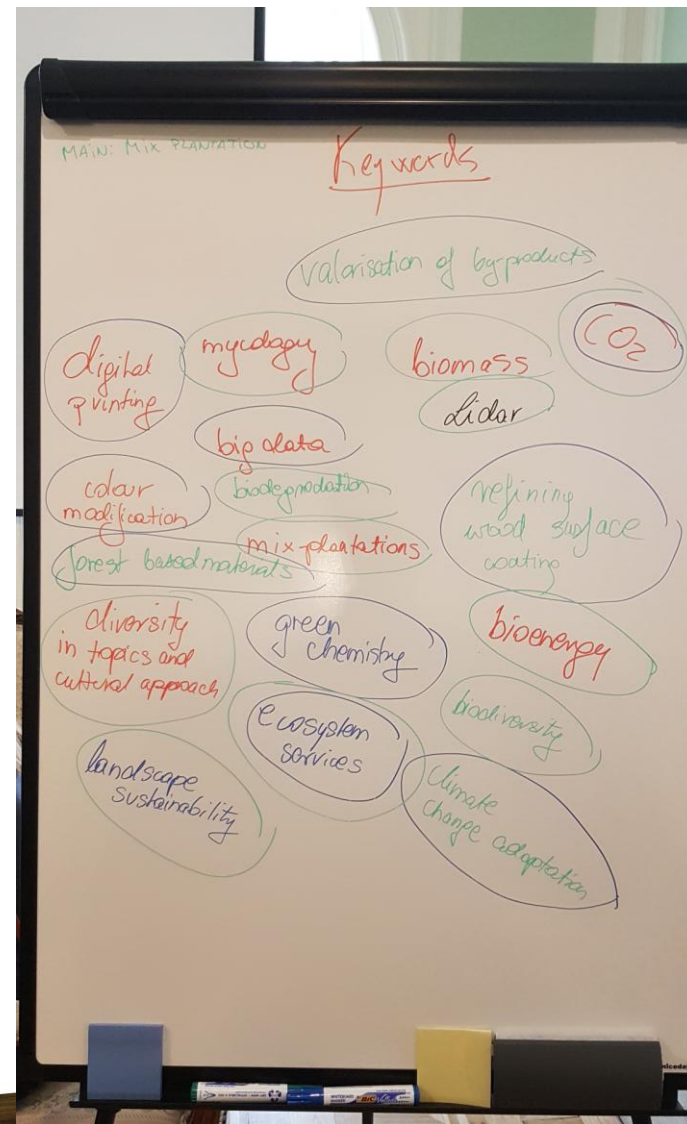 MAIN: MIX PLANTATION
Keywords
valorisation of by-products
CO2
digital
printing
mycology
biomass
Lidar
big data
colour
modification
biodegradation
refining
wood surface
coating
mix-plantations
forest based materials
diversity
in topics and
cultural approach
green
chemistry
bioenergy
ecosystem
services
biodiversity
landscape
sustainability
climate
change adaptation
BIC